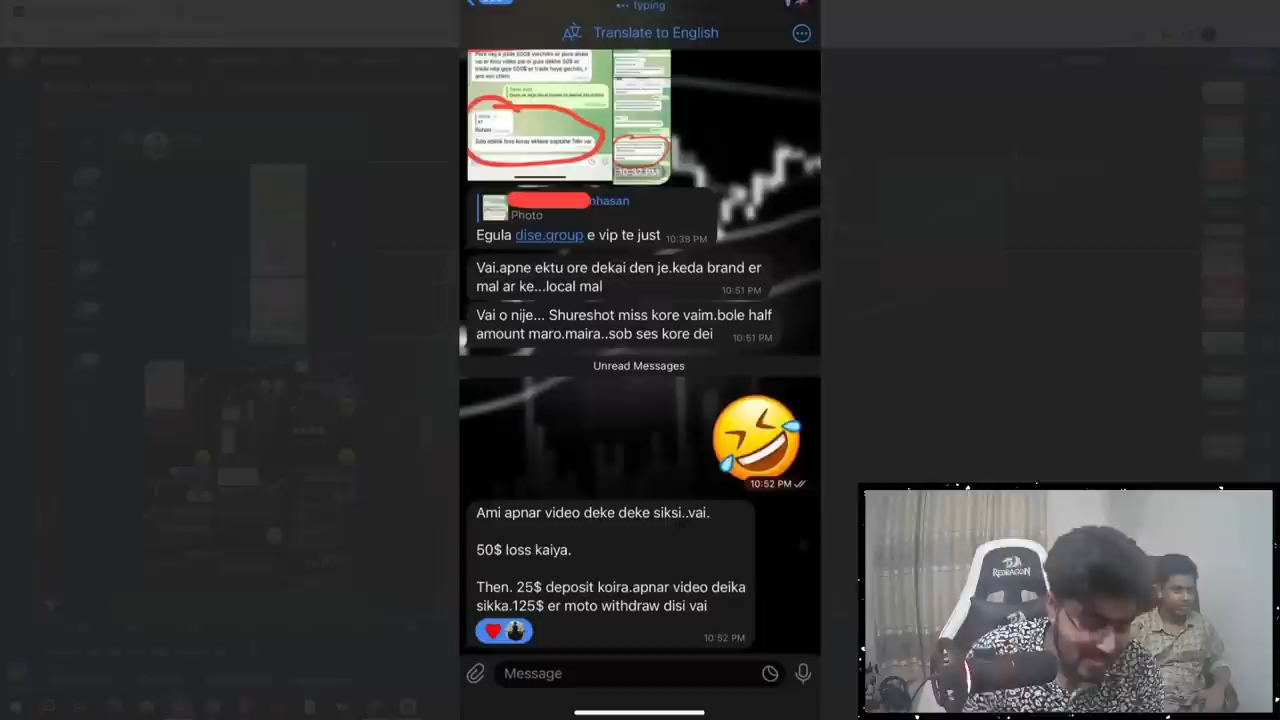 typing
Translate to English
10:37 PM
nhasan
Photo
Egula dise.group e vip te just
10:38 PM
Vai.apne ektu ore dekai den je.keda brand er
mal ar ke...local mal
10:51 PM
Vai o nije... Shureshot miss kore vaim.bole half
amount maro.maira..sob ses kore dei
10:51 PM
Unread Messages
10:52 PM
Ami apnar video deke deke siksi..vai.
50$ loss kaiya.
Then. 25$ deposit koira.apnar video deika
sikka.125$ er moto withdraw disi vai
10:52 PM
Message
REDRAGON